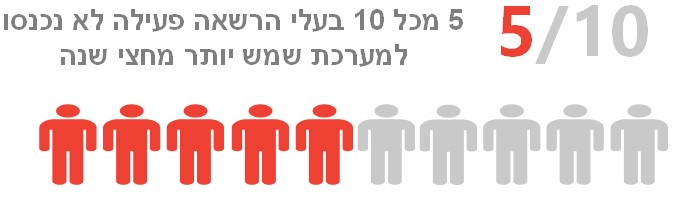 5 מכל 10 בעלי הרשאה פעילה לא נכנסו
למערכת שמש יותר מחצי שנה
5/10